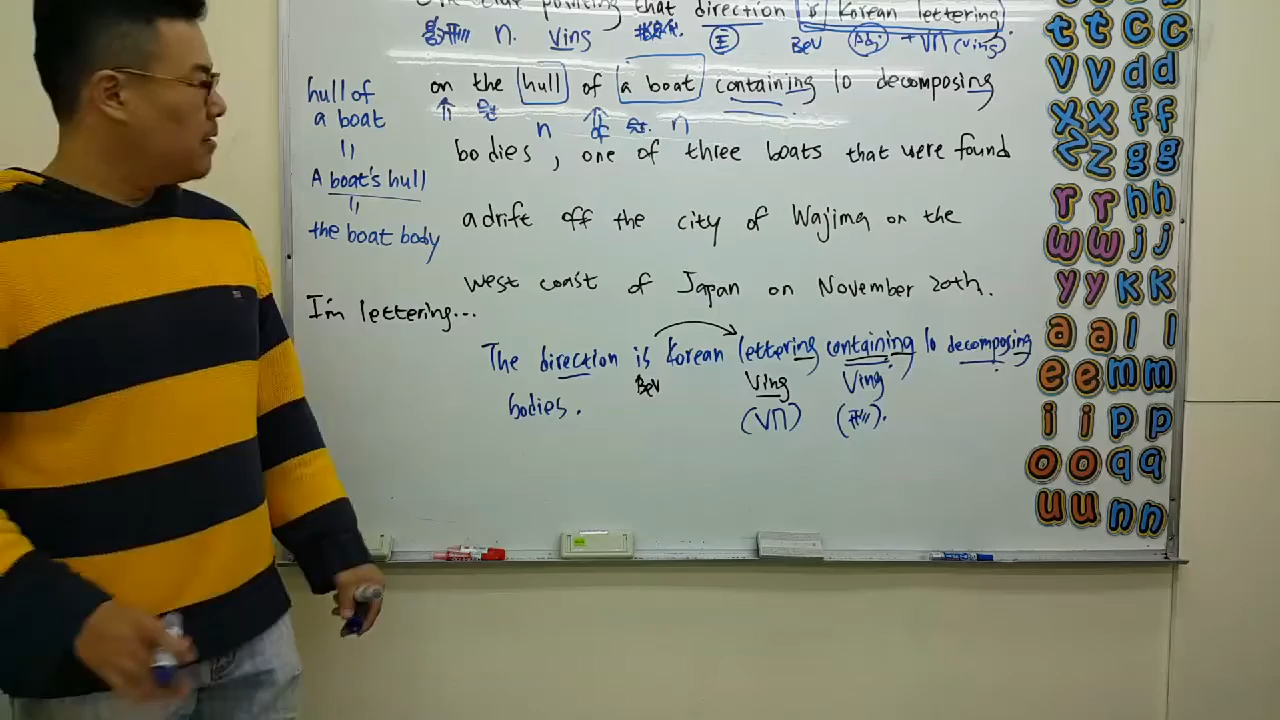 pointing that direction is Korean lettering
n. Ving E BeV Adj + Vn (Ving)
on the hull of a boat containing 10 decomposing
n of n
bodies, one of three boats that were found
adrift off the city of Wajima on the
west coast of Japan on November 20th.
hull of
a boat
A boat's hull
the boat body
I'm lettering...
The direction is Korean lettering containing 10 decomposing
BeV Ving Ving
bodies.
t t c c
v v d d
x x f f
z z g g
r r h h
w w j j
y y k k
a a l l
e e m m
i i p p
o o q q
u u n n